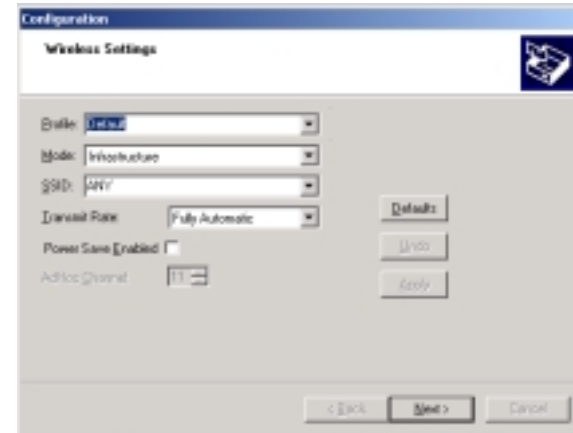 Configuration
Wireless Settings
Profile: Default
Mode: Infrastructure
SSID: ANY
Transmit Rate: Fully Automatic
Defaults
Power Save Enabled
Undo
AdHoc Channel 11
Apply
< Back Next > Cancel